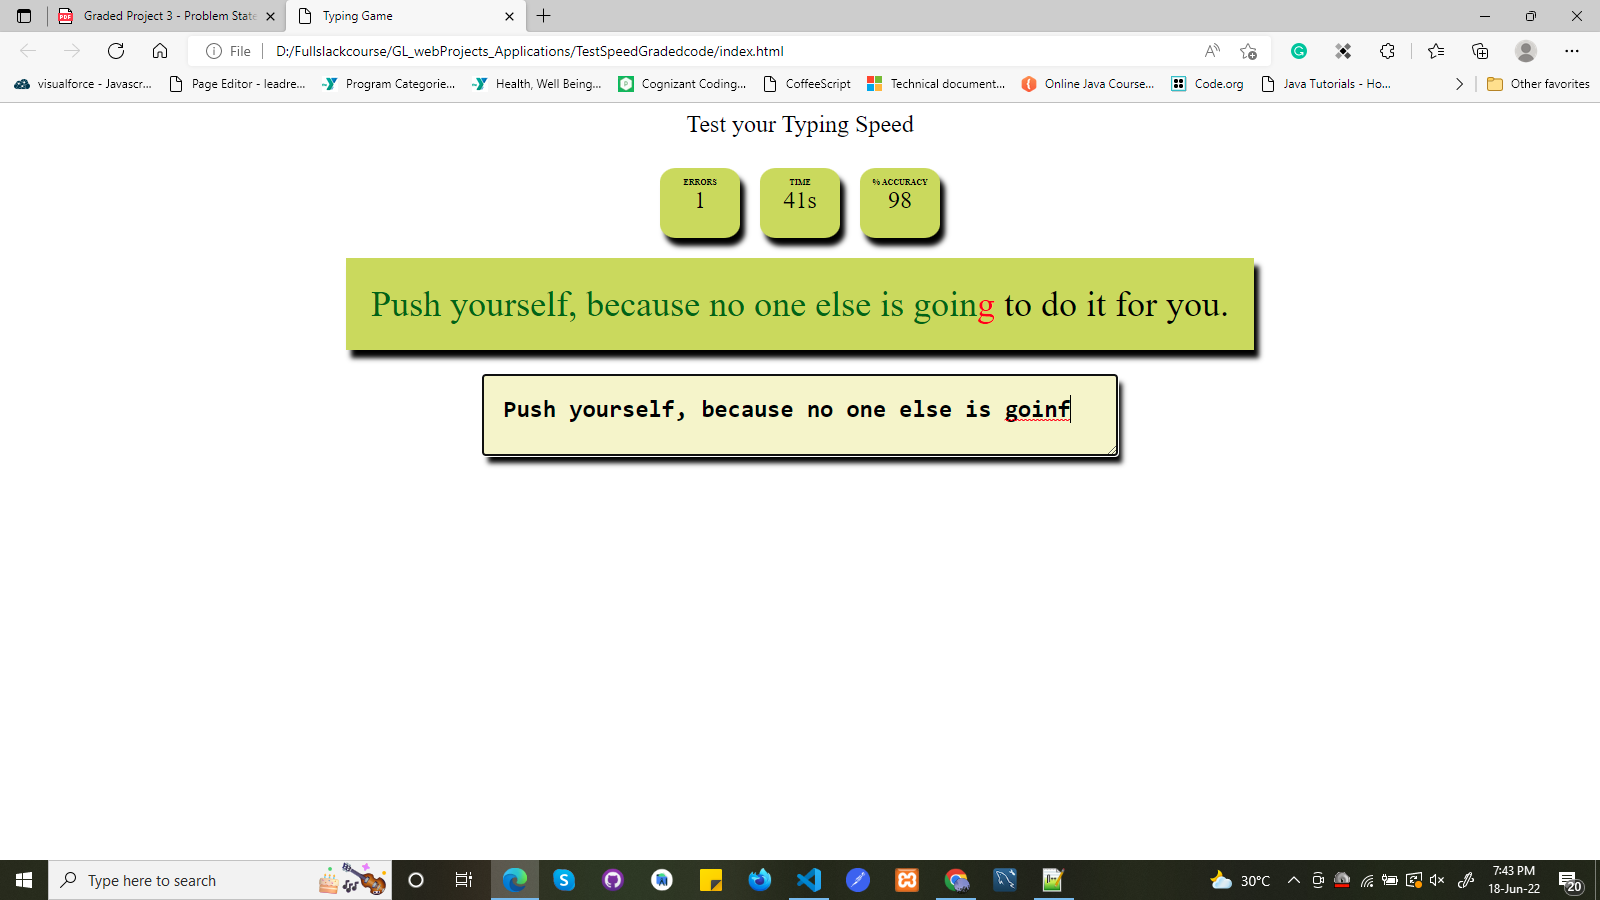 Graded Project 3 - Problem State
Typing Game
File
D:/Fullslackcourse/GL_webProjects_Applications/TestSpeedGradedcode/index.html
visualforce - Javascr...
Page Editor - leadre...
Program Categorie...
Health, Well Being...
Cognizant Coding...
CoffeeScript
Technical document...
Online Java Course...
Code.org
Java Tutorials - Ho...
Other favorites
Test your Typing Speed
ERRORS
1
TIME
41s
% ACCURACY
98
Push yourself, because no one else is going to do it for you.
Push yourself, because no one else is goinf
Type here to search
30°C
7:43 PM
18-Jun-22
20